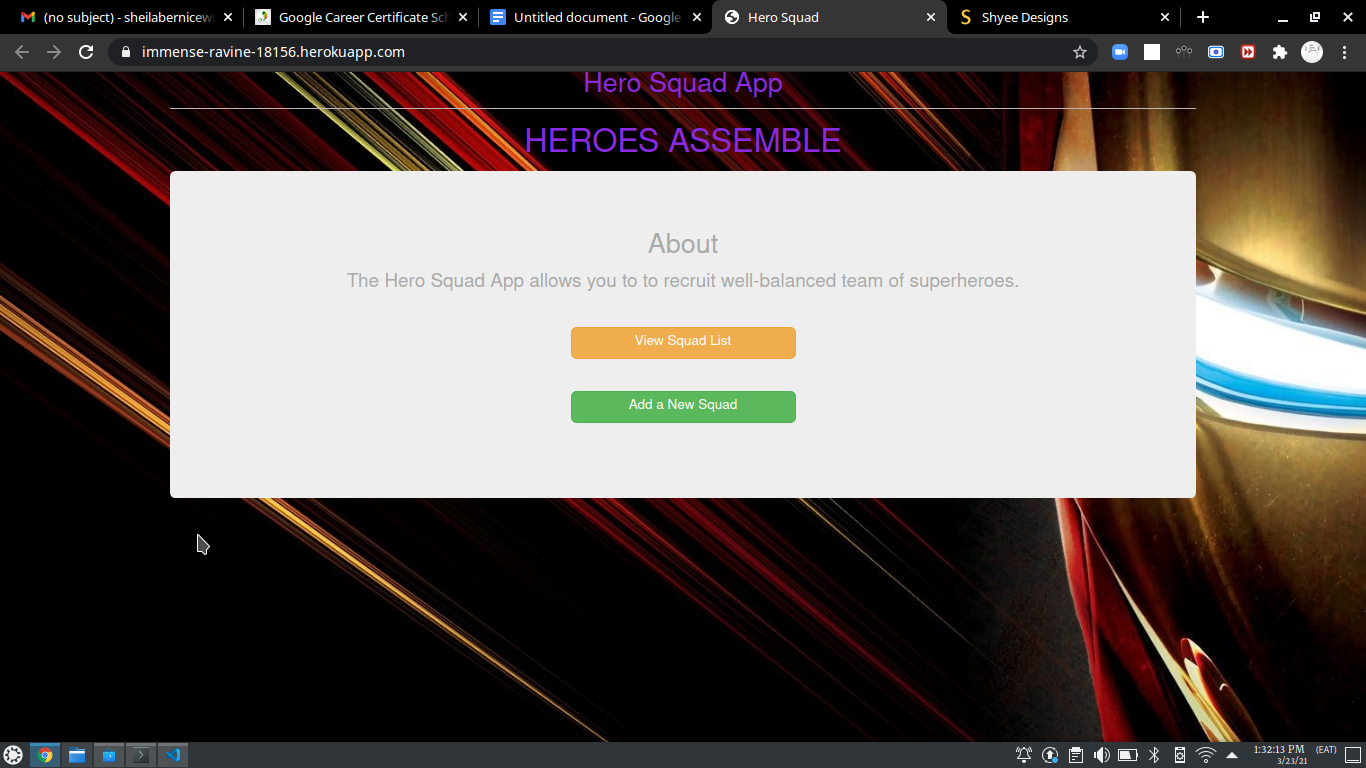 (no subject) - sheilabernicewe
Google Career Certificate Sch
Untitled document - Google
Hero Squad
Shyee Designs
immense-ravine-18156.herokuapp.com
Hero Squad App
HEROES ASSEMBLE
About
The Hero Squad App allows you to to recruit well-balanced team of superheroes.
View Squad List
Add a New Squad
1:32:13 PM (EAT)
3/23/21